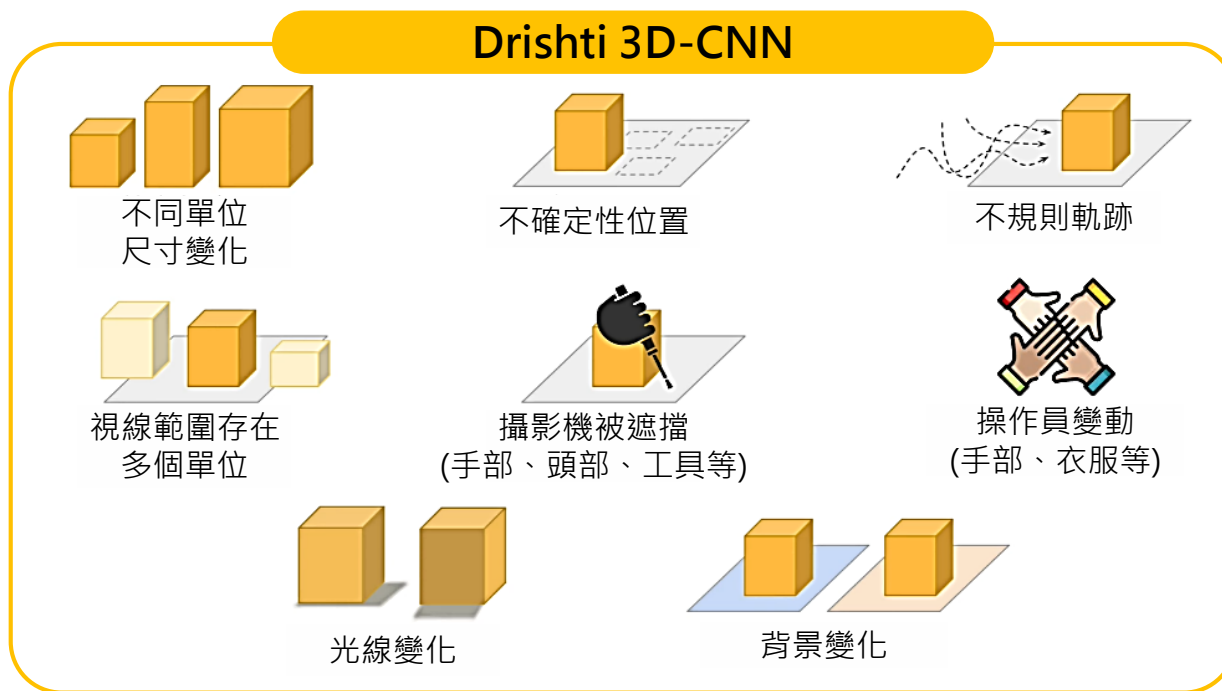 Drishti 3D-CNN
不同單位
尺寸變化
不確定性位置
不規則軌跡
視線範圍存在
多個單位
攝影機被遮擋
(手部、頭部、工具等)
操作員變動
(手部、衣服等)
光線變化
背景變化